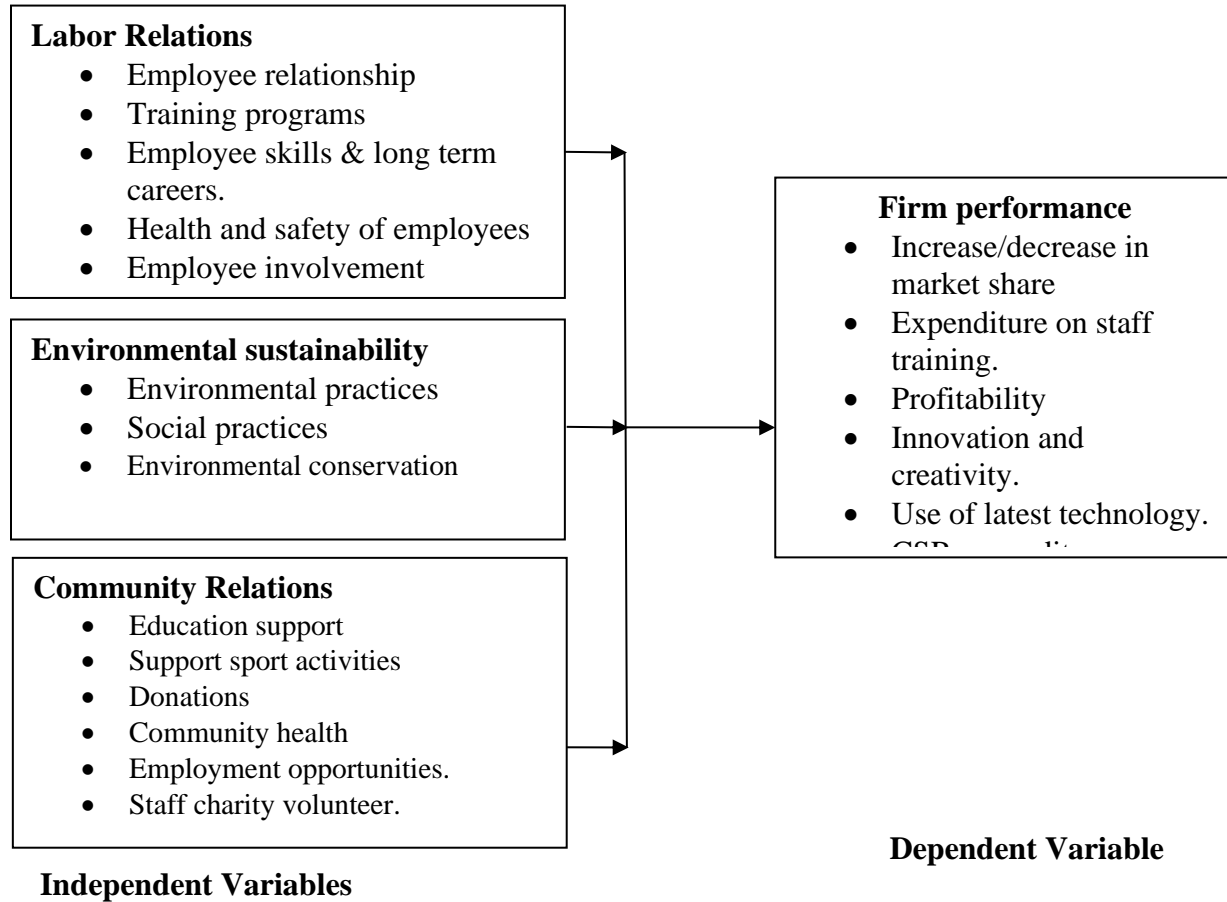 Labor Relations
• Employee relationship
• Training programs
• Employee skills & long term
careers.
• Health and safety of employees
• Employee involvement
Environmental sustainability
• Environmental practices
• Social practices
• Environmental conservation
Community Relations
• Education support
• Support sport activities
• Donations
• Community health
• Employment opportunities.
• Staff charity volunteer.
Independent Variables
Firm performance
• Increase/decrease in
market share
• Expenditure on staff
training.
• Profitability
• Innovation and
creativity.
• Use of latest technology.
Dependent Variable